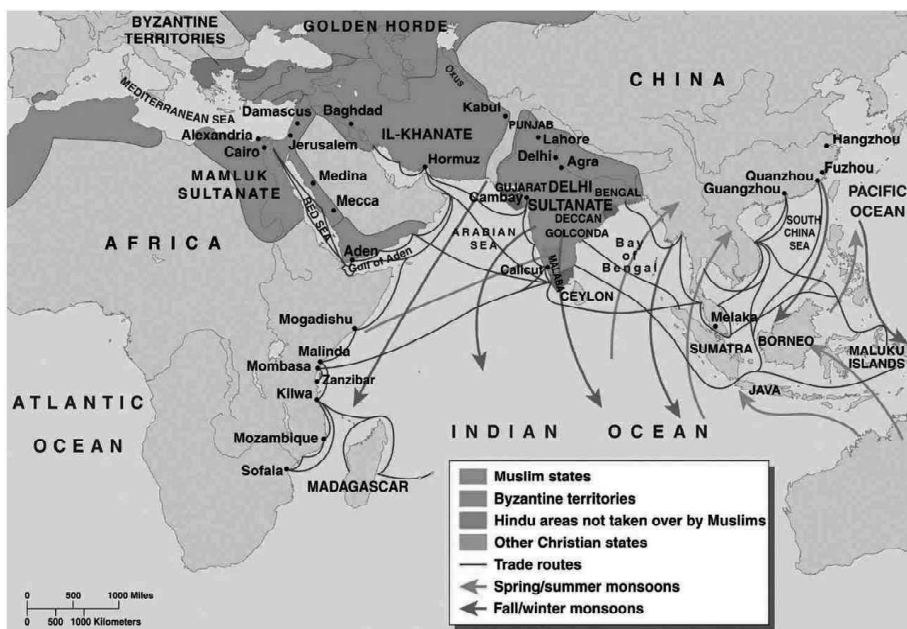 BYZANTINE
TERRITORIES
GOLDEN HORDE
Oxus
CHINA
MEDITERRANEAN SEA
Damascus
Baghdad
Kabul
PUNJAB
Alexandria
Cairo
Jerusalem
IL-KHANATE
Lahore
Delhi
Agra
Hangzhou
Fuzhou
MAMLUK
SULTANATE
Medina
Hormuz
Quanzhou
Guangzhou
PACIFIC
OCEAN
Mecca
RED SEA
GUJARAT
Cambay
DELHI
SULTANATE
BENGAL
DECCAN
GOLCONDA
SOUTH
CHINA
SEA
AFRICA
ARABIAN
SEA
Bay
of
Bengal
Aden
Gulf of Aden
Calicut
MALABA
CEYLON
Mogadishu
Melaka
SUMATRA
BORNEO
MALUKU
ISLANDS
Malinda
Mombasa
Zanzibar
Kilwa
JAVA
ATLANTIC
OCEAN
INDIAN OCEAN
Mozambique
Sofala
MADAGASCAR
Muslim states
Byzantine territories
Hindu areas not taken over by Muslims
Other Christian states
Trade routes
Spring/summer monsoons
Fall/winter monsoons
0 500 1000 Miles
0 500 1000 Kilometers